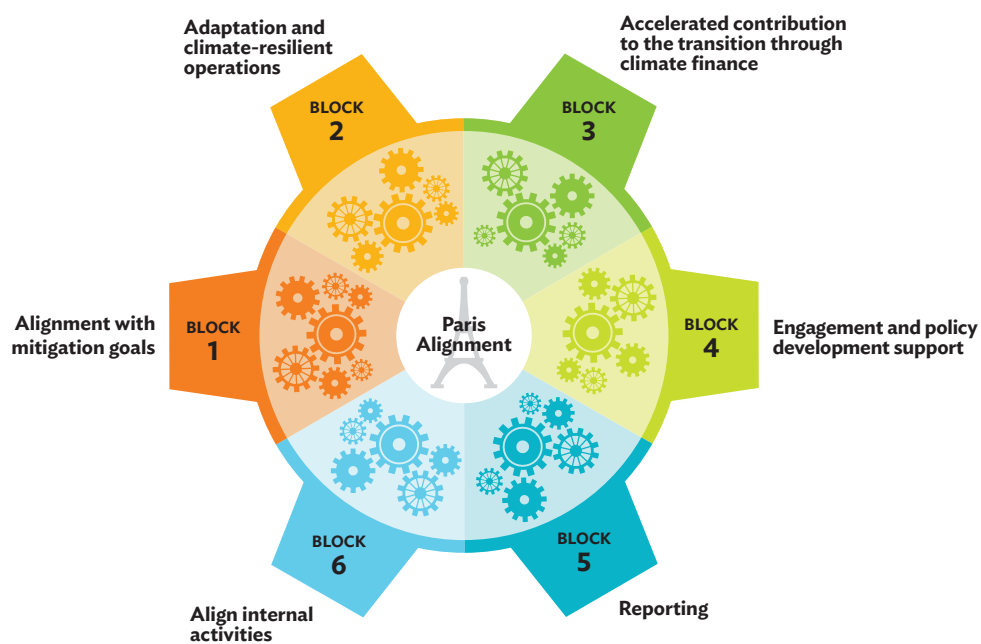 Adaptation and
climate-resilient
operations
BLOCK
2
Accelerated contribution
to the transition through
climate finance
BLOCK
3
Alignment with
mitigation goals
BLOCK
1
Paris
Alignment
BLOCK
4
Engagement and policy
development support
BLOCK
6
Align internal
activities
BLOCK
5
Reporting